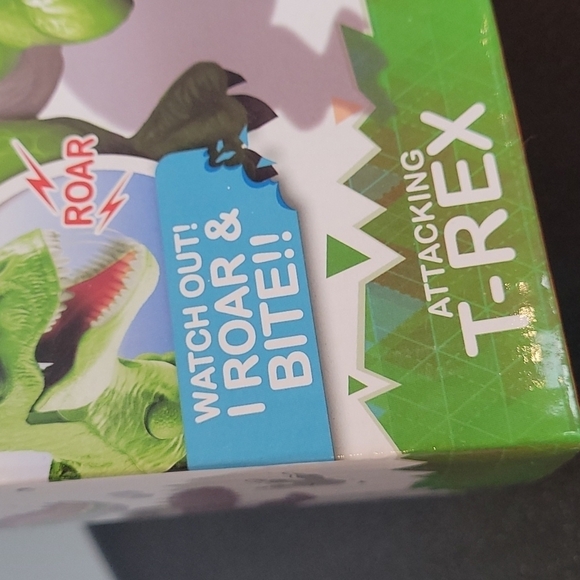 ROAR
WATCH OUT!
I ROAR &
BITE!!
ATTACKING
T-REX